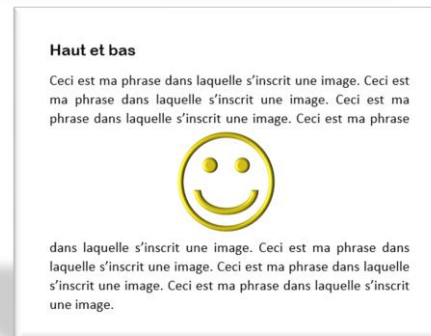 Haut et bas
Ceci est ma phrase dans laquelle s'inscrit une image. Ceci est
ma phrase dans laquelle s'inscrit une image. Ceci est ma
phrase dans laquelle s'inscrit une image. Ceci est ma phrase
dans laquelle s'inscrit une image. Ceci est ma phrase dans
laquelle s'inscrit une image. Ceci est ma phrase dans laquelle
s'inscrit une image. Ceci est ma phrase dans laquelle s'inscrit
une image.